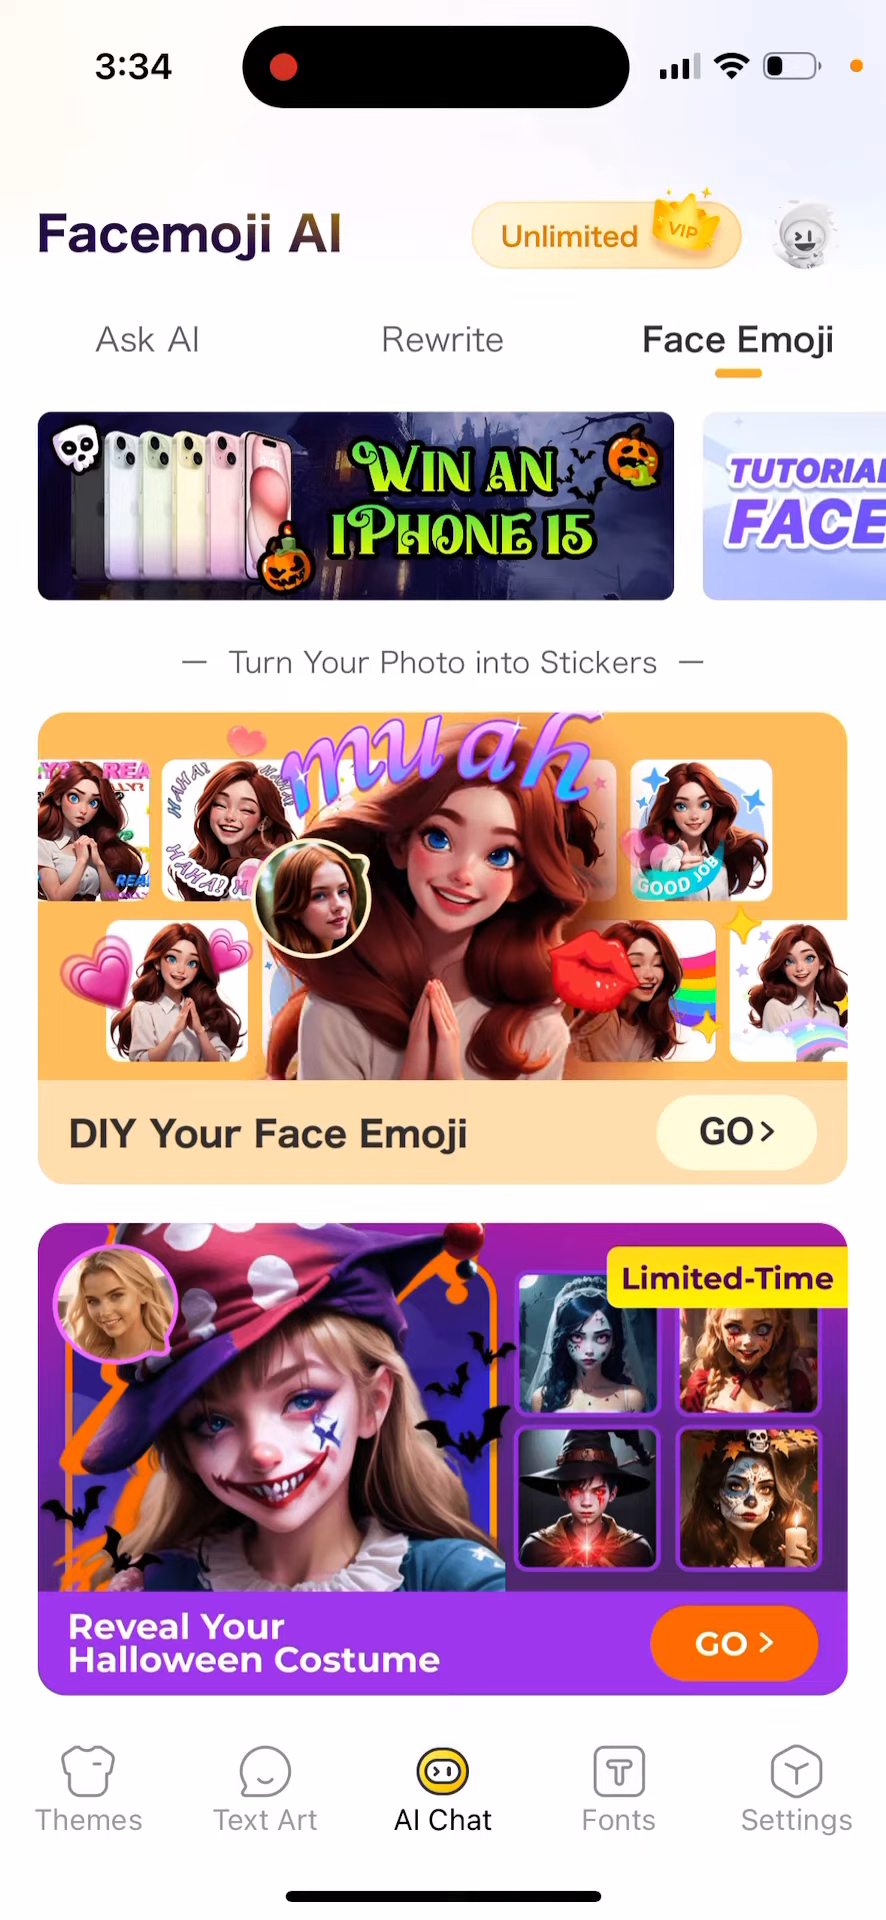 3:34
Facemoji AI
Unlimited
VIP
Ask AI
Rewrite
Face Emoji
WIN AN
IPHONE 15
TUTORIAL
FACE
— Turn Your Photo into Stickers —
muah
HAHA!
HAHA!
GOOD JOB
DIY Your Face Emoji
GO >
Limited-Time
Reveal Your
Halloween Costume
GO >
Themes
Text Art
AI Chat
Fonts
Settings